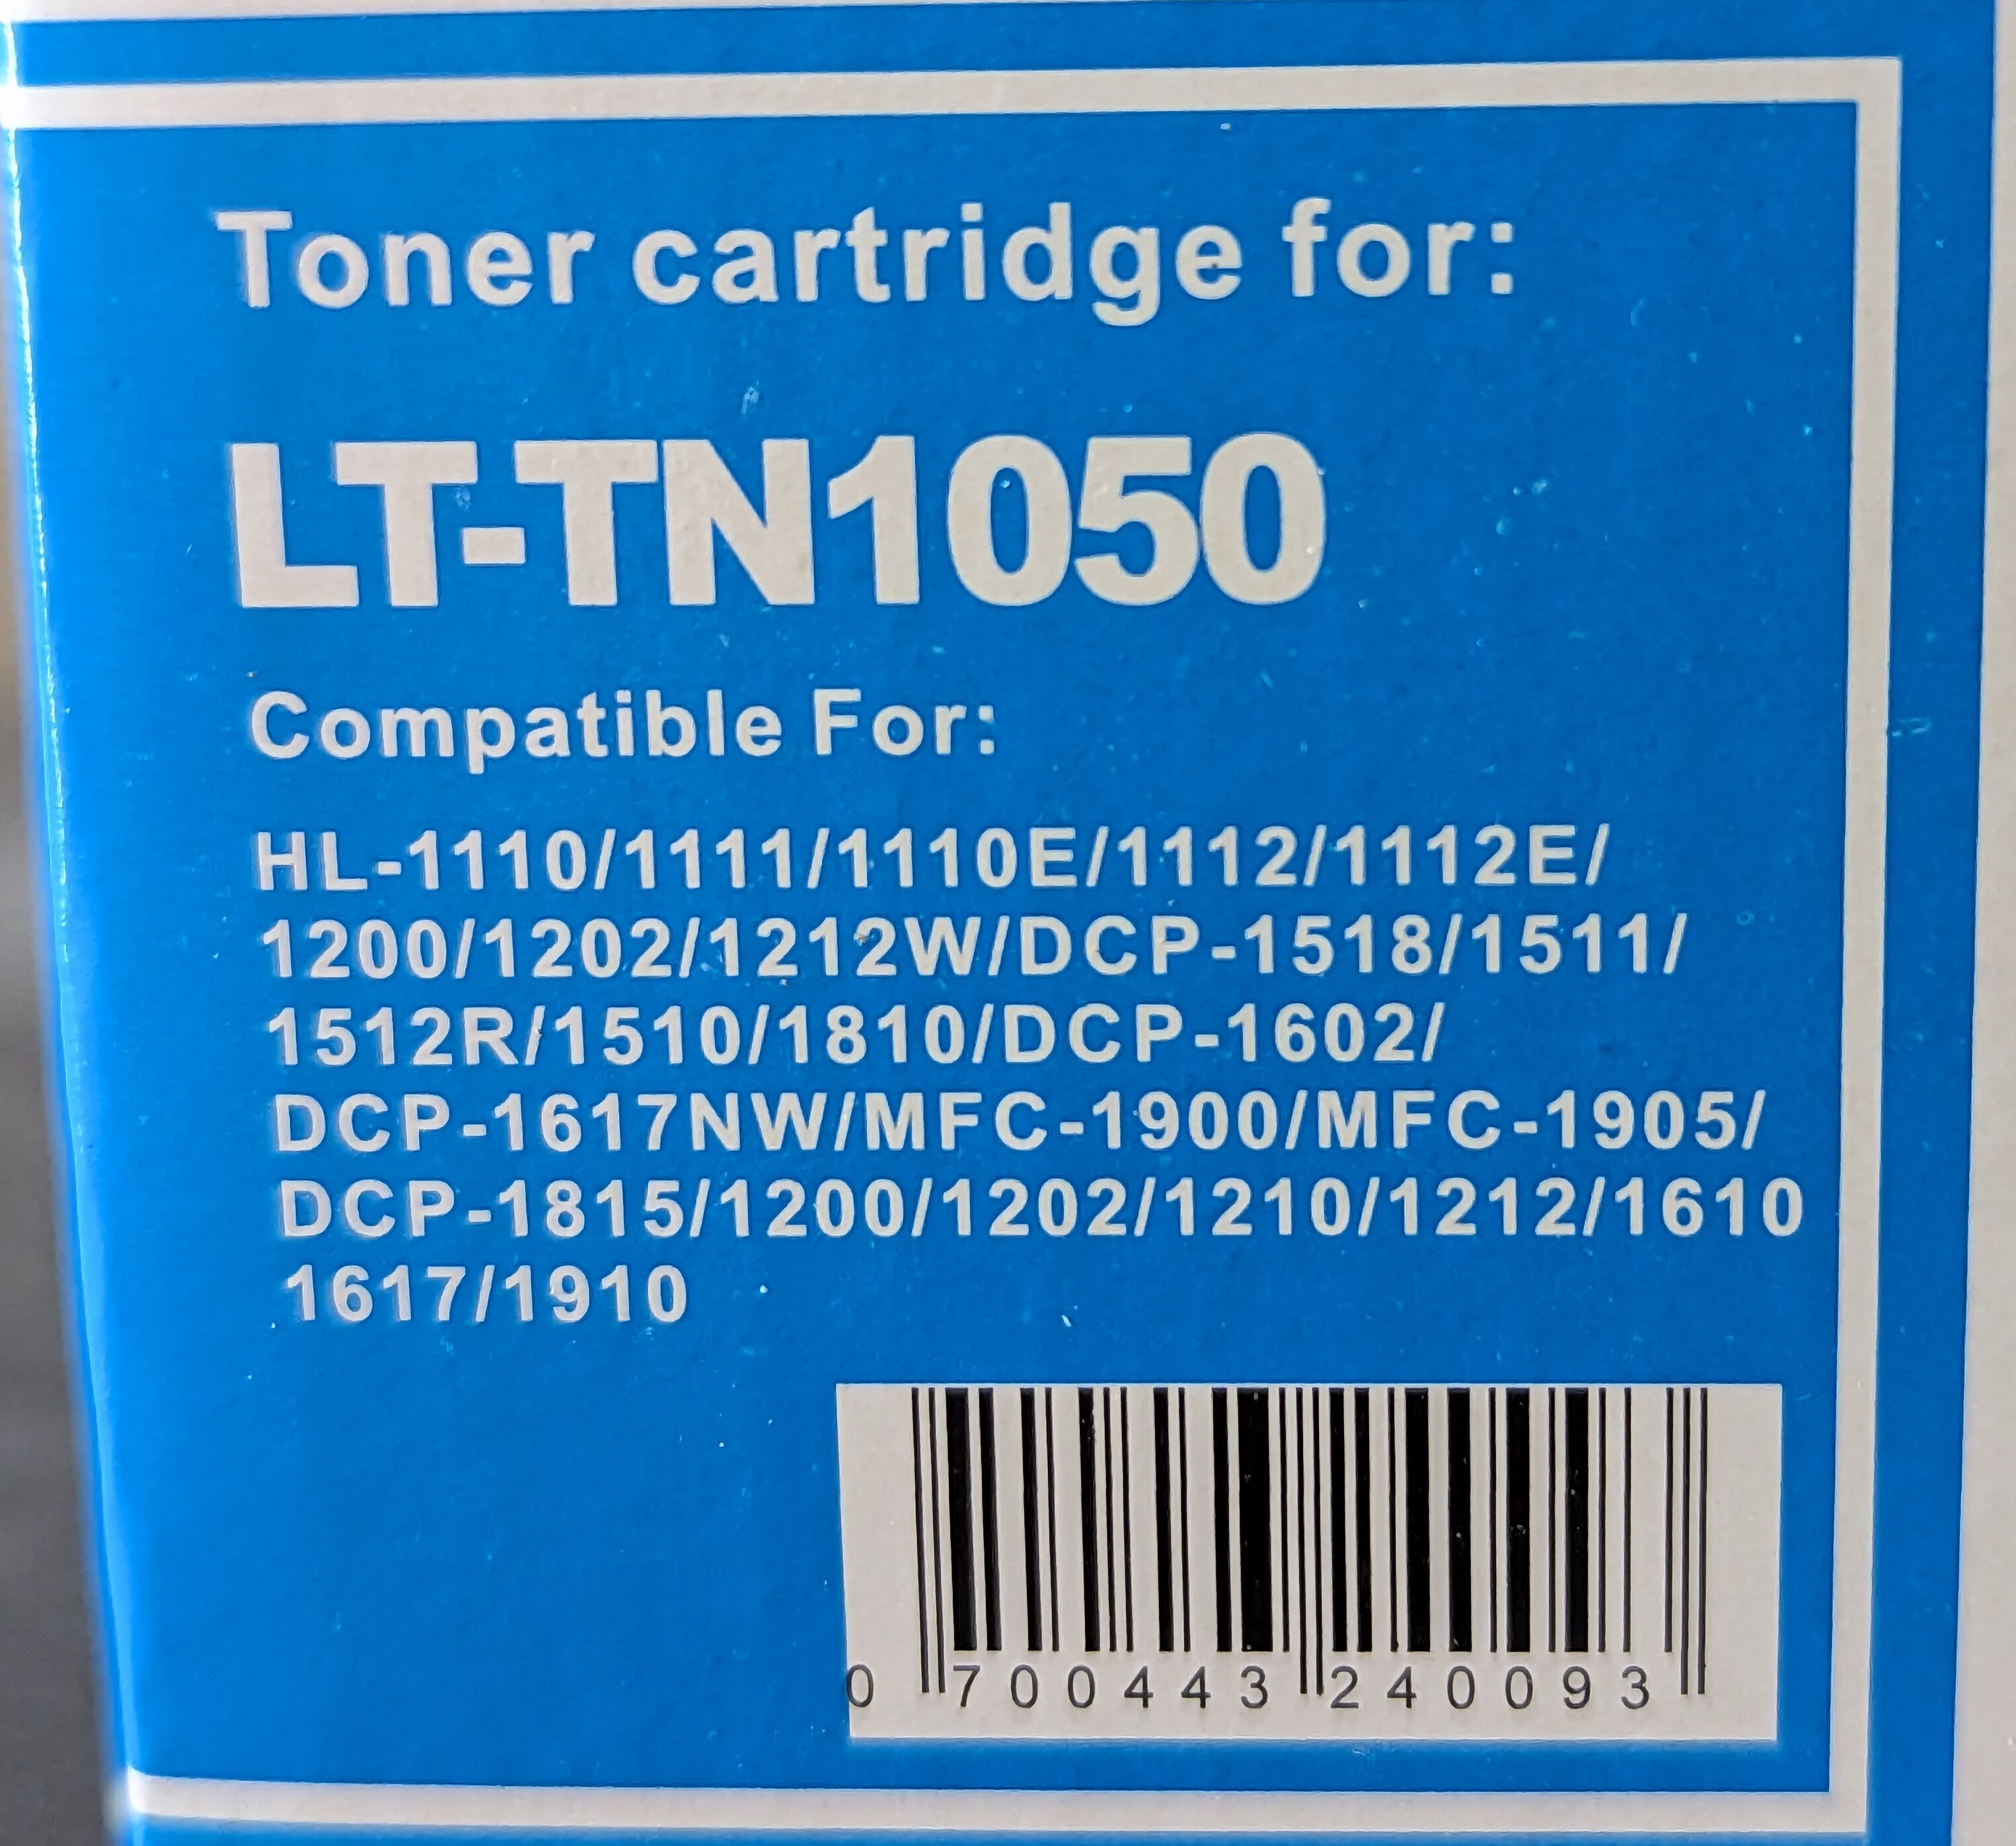 Toner cartridge for:
LT-TN1050
Compatible For:
HL-1110/1111/1110E/1112/1112E/
1200/1202/1212W/DCP-1518/1511/
1512R/1510/1810/DCP-1602/
DCP-1617NW/MFC-1900/MFC-1905/
DCP-1815/1200/1202/1210/1212/1610
1617/1910
0 700443 240093